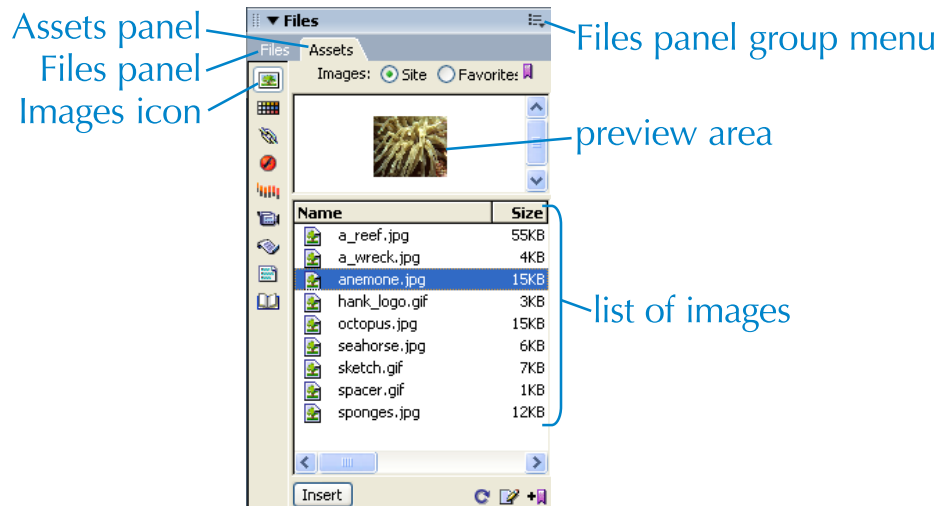 Files
Assets panel
Files panel group menu
Files Assets
Files panel
Images: Site Favorites
Images icon
preview area
Name Size
a_reef.jpg 55KB
a_wreck.jpg 4KB
anemone.jpg 15KB
hank_logo.gif 3KB
list of images
octopus.jpg 15KB
seahorse.jpg 6KB
sketch.gif 7KB
spacer.gif 1KB
sponges.jpg 12KB
Insert